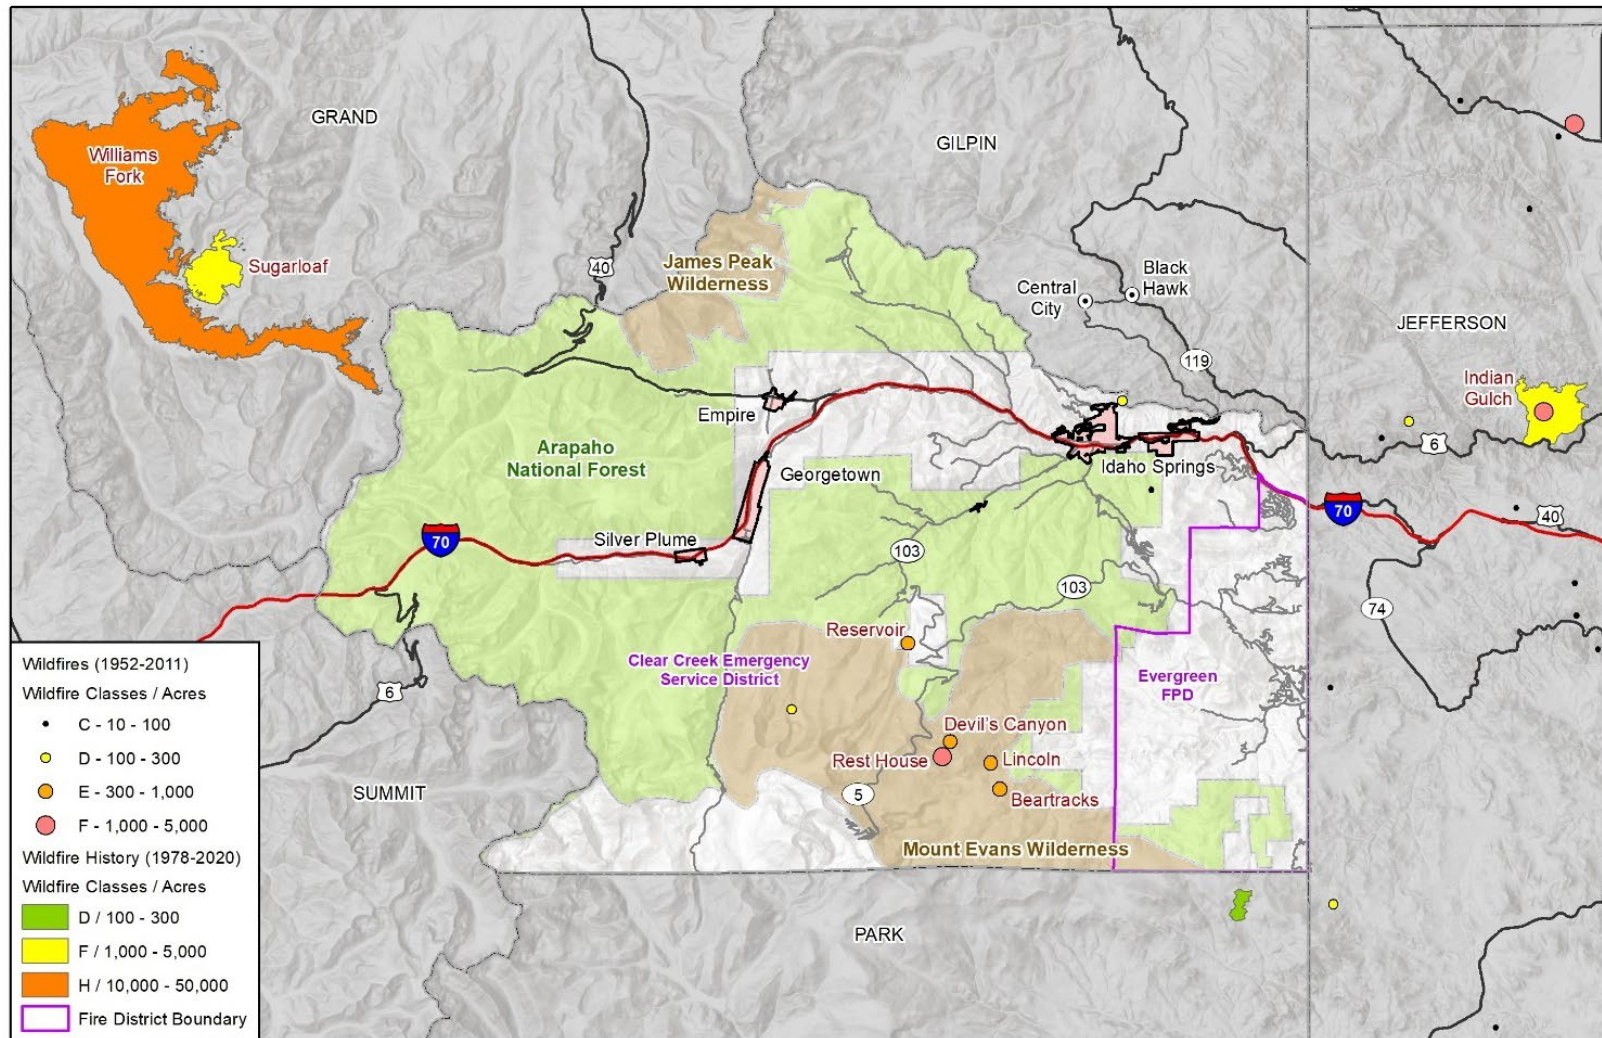 GRAND
GILPIN
Williams
Fork
Sugarloaf
40
James Peak
Wilderness
Central
City
Black
Hawk
JEFFERSON
119
Indian
Gulch
Empire
Arapaho
National Forest
Georgetown
Idaho Springs
6
Silver Plume
70
70
40
103
103
74
Reservoir
Clear Creek Emergency
Service District
Evergreen
FPD
6
Devil's Canyon
Rest House
Lincoln
Beartracks
5
SUMMIT
Mount Evans Wilderness
PARK
Wildfires (1952-2011)
Wildfire Classes / Acres
C - 10 - 100
D - 100 - 300
E - 300 - 1,000
F - 1,000 - 5,000
Wildfire History (1978-2020)
Wildfire Classes / Acres
D / 100 - 300
F / 1,000 - 5,000
H / 10,000 - 50,000
Fire District Boundary